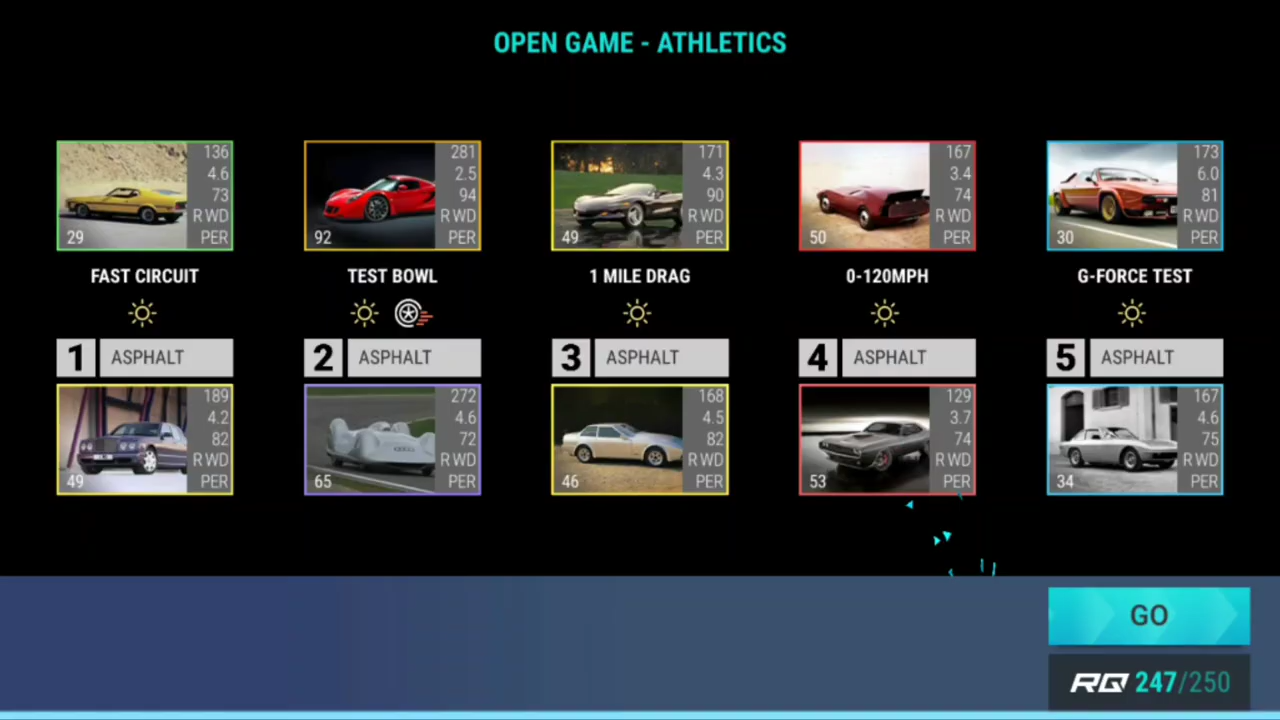 OPEN GAME - ATHLETICS
136
4.6
73
RWD
PER
29
281
2.5
94
RWD
PER
92
171
4.3
90
RWD
PER
49
167
3.4
74
RWD
PER
50
173
6.0
81
RWD
PER
30
FAST CIRCUIT
TEST BOWL
1 MILE DRAG
0-120MPH
G-FORCE TEST
1 ASPHALT
2 ASPHALT
3 ASPHALT
4 ASPHALT
5 ASPHALT
189
4.2
82
RWD
PER
49
272
4.6
72
RWD
PER
65
168
4.5
82
RWD
PER
46
129
3.7
74
RWD
PER
53
167
4.6
75
RWD
PER
34
GO
RQ 247/250